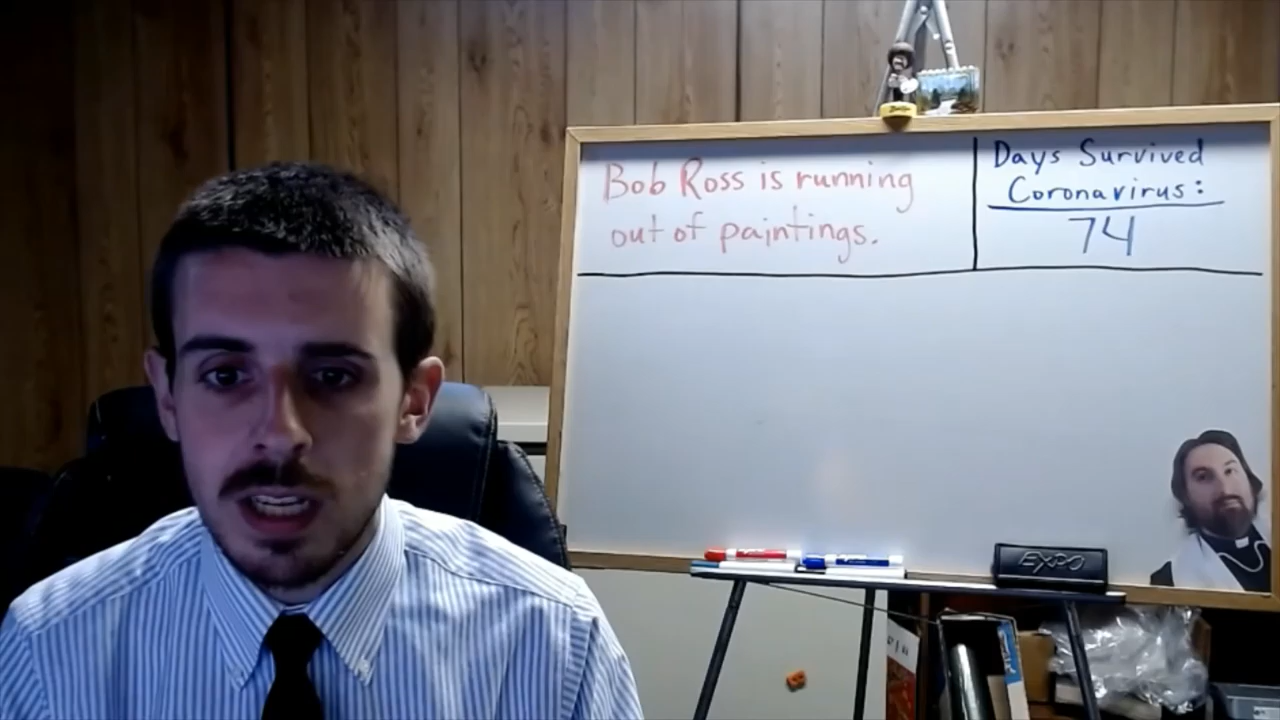 Bob Ross is running
out of paintings.
Days Survived
Coronavirus:
74
EXPO